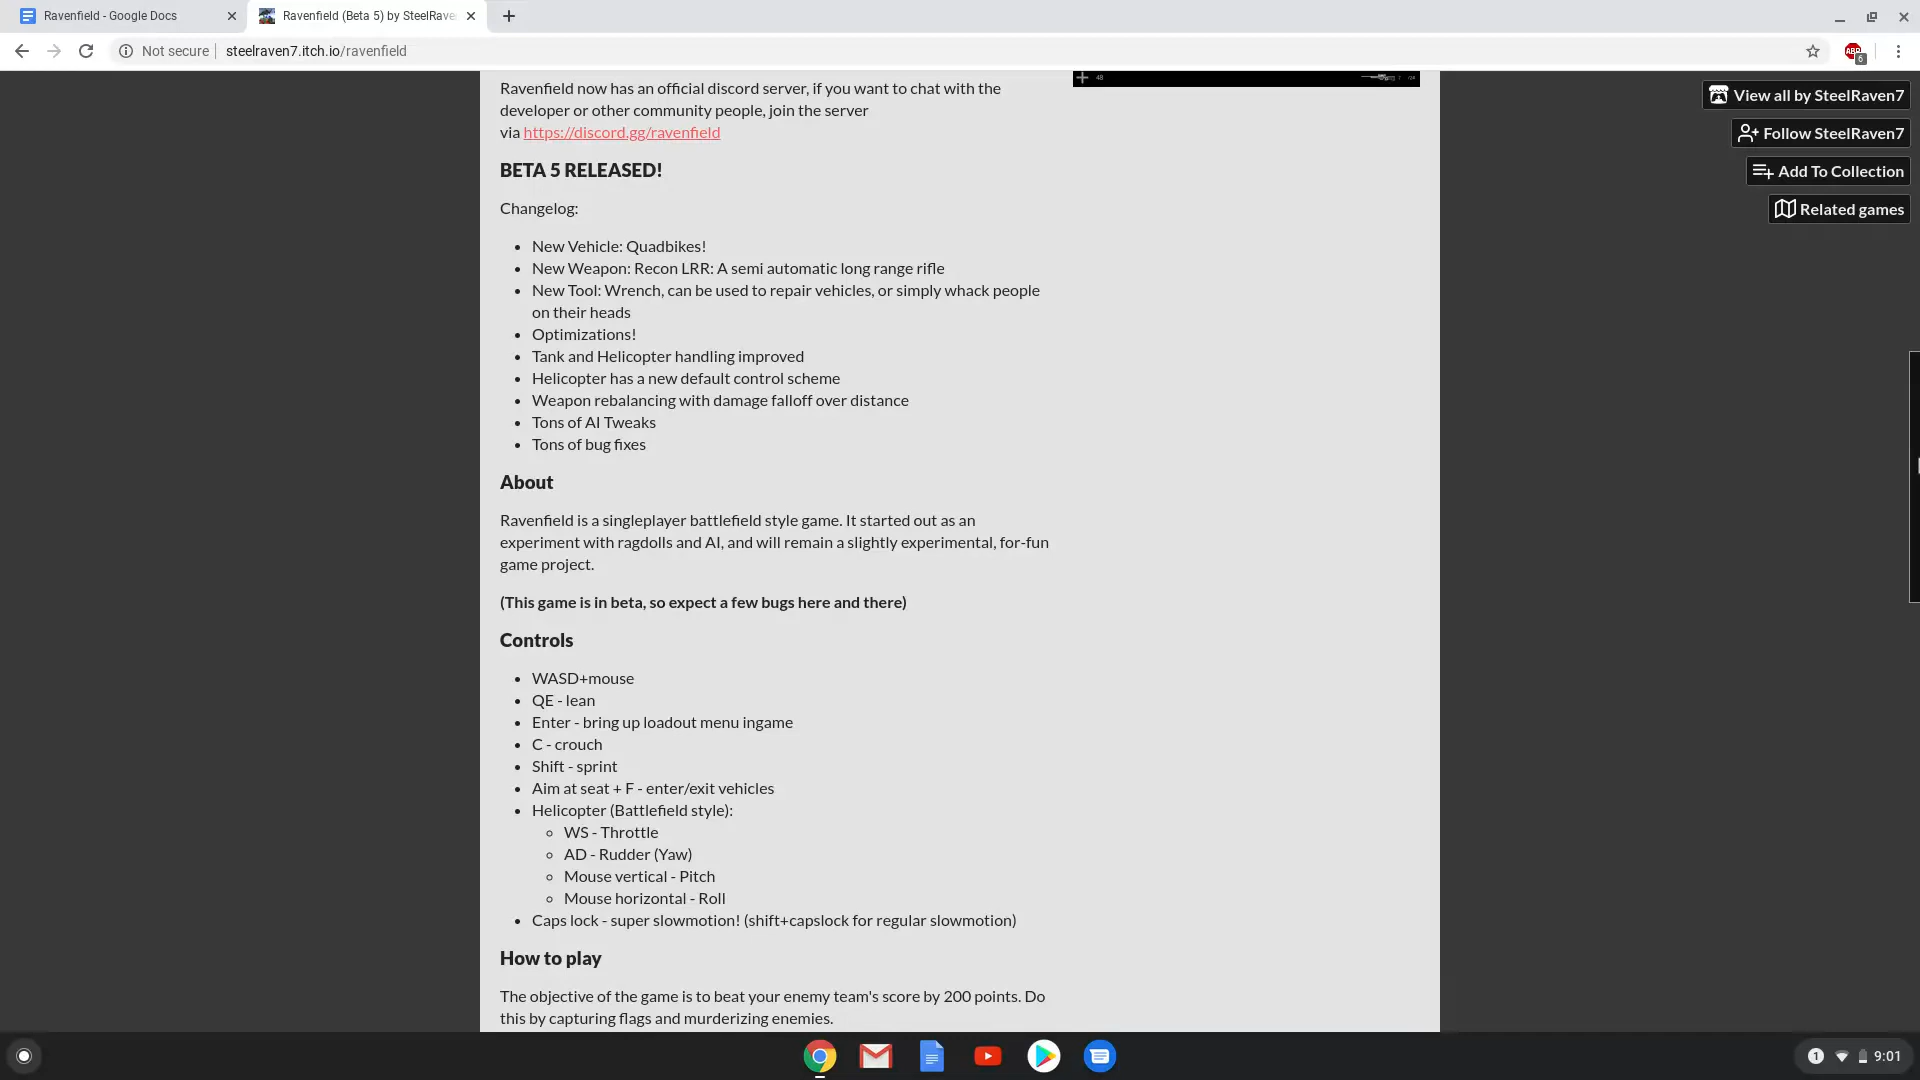 Ravenfield - Google Docs
Ravenfield (Beta 5) by SteelRave
Not secure
steelraven7.itch.io/ravenfield
ABP
6
48
Ravenfield now has an official discord server, if you want to chat with the
developer or other community people, join the server
via https://discord.gg/ravenfield
View all by SteelRaven7
Follow SteelRaven7
Add To Collection
Related games
BETA 5 RELEASED!
Changelog:
• New Vehicle: Quadbikes!
• New Weapon: Recon LRR: A semi automatic long range rifle
• New Tool: Wrench, can be used to repair vehicles, or simply whack people
on their heads
• Optimizations!
• Tank and Helicopter handling improved
• Helicopter has a new default control scheme
• Weapon rebalancing with damage falloff over distance
• Tons of AI Tweaks
• Tons of bug fixes
About
Ravenfield is a singleplayer battlefield style game. It started out as an
experiment with ragdolls and AI, and will remain a slightly experimental, for-fun
game project.
(This game is in beta, so expect a few bugs here and there)
Controls
• WASD+mouse
• QE - lean
• Enter - bring up loadout menu ingame
• C - crouch
• Shift - sprint
• Aim at seat + F - enter/exit vehicles
• Helicopter (Battlefield style):
◦ WS - Throttle
◦ AD - Rudder (Yaw)
◦ Mouse vertical - Pitch
◦ Mouse horizontal - Roll
• Caps lock - super slowmotion! (shift+capslock for regular slowmotion)
How to play
The objective of the game is to beat your enemy team's score by 200 points. Do
this by capturing flags and murderizing enemies.
1
9:01